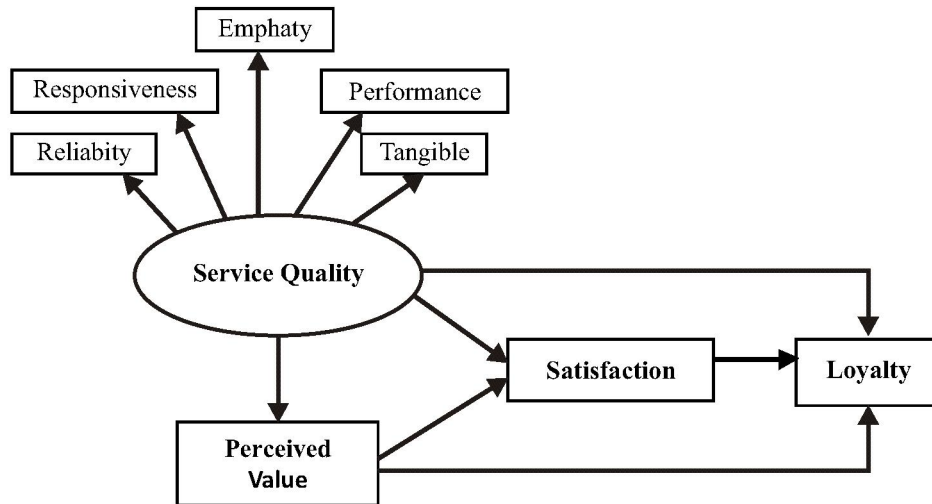 Emphaty
Responsiveness
Performance
Reliabity
Tangible
Service Quality
Satisfaction
Loyalty
Perceived
Value